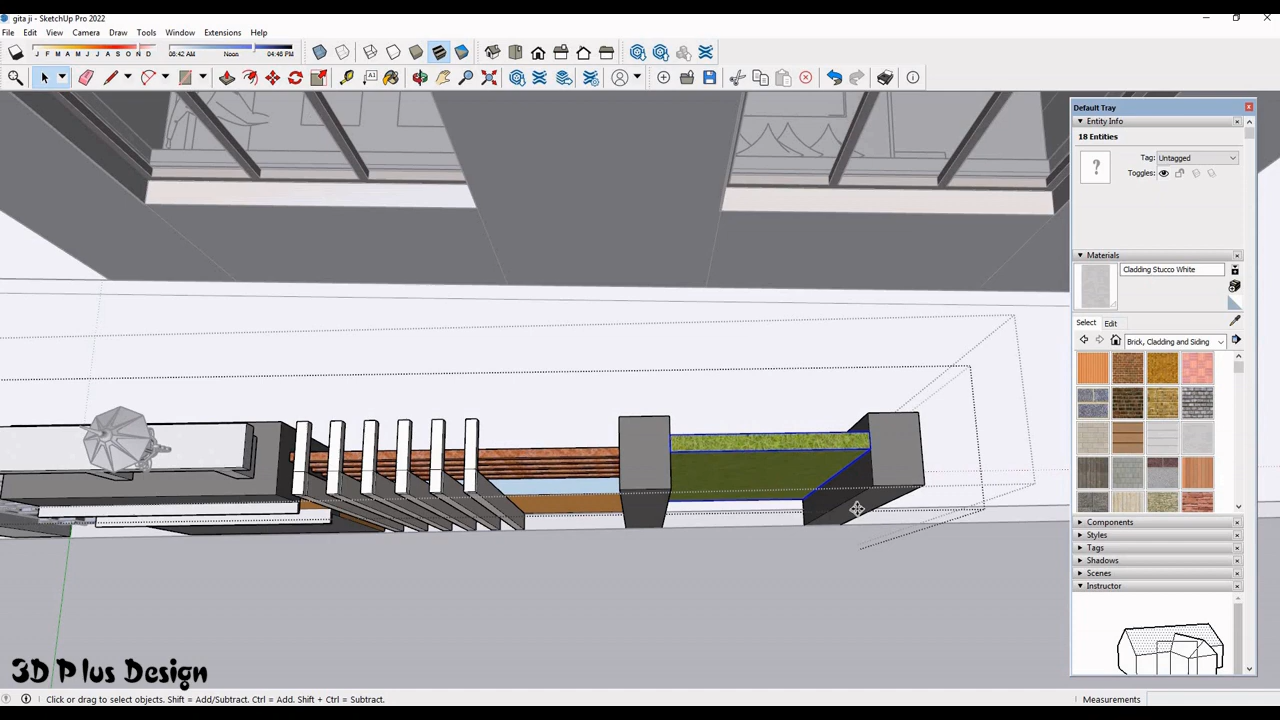 gita ji - SketchUp Pro 2022
File Edit View Camera Draw Tools Window Extensions Help
J F M A M J J A S O N D 06:42 AM Noon 04:46 PM
A1
Default Tray
Entity Info
18 Entities
?
Tag: Untagged
Toggles:
Materials
Cladding Stucco White
Select Edit
Brick, Cladding and Siding
Components
Styles
Tags
Shadows
Scenes
Instructor
3D Plus Design
Click or drag to select objects. Shift = Add/Subtract. Ctrl = Add. Shift + Ctrl = Subtract.
Measurements